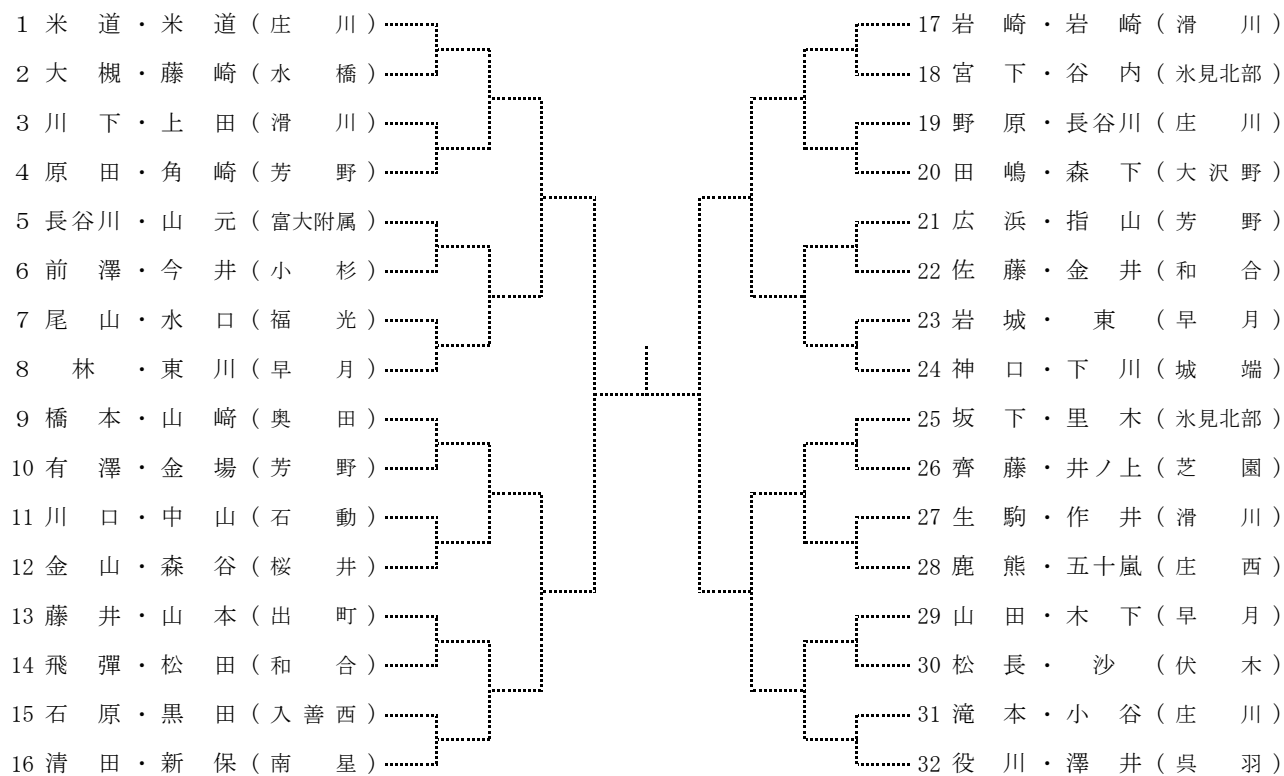 1 米 道・米 道(庄 川)
2 大 槻・藤 崎(水 橋)
3 川 下・上 田(滑 川)
4 原 田・角 崎(芳 野)
5 長谷川・山 元(富大附属)
6 前 澤・今 井(小 杉)
7 尾 山・水 口(福 光)
8 林 ・東 川(早 月)
9 橋 本・山 﨑(奥 田)
10 有 澤・金 場(芳 野)
11 川 口・中 山(石 動)
12 金 山・森 谷(桜 井)
13 藤 井・山 本(出 町)
14 飛 彈・松 田(和 合)
15 石 原・黒 田(入 善 西)
16 清 田・新 保(南 星)
17 岩 崎・岩 崎(滑 川)
18 宮 下・谷 内(氷見北部)
19 野 原・長谷川(庄 川)
20 田 嶋・森 下(大 沢 野)
21 広 浜・指 山(芳 野)
22 佐 藤・金 井(和 合)
23 岩 城・ 東 (早 月)
24 神 口・下 川(城 端)
25 坂 下・里 木(氷見北部)
26 齊 藤・井ノ上(芝 園)
27 生 駒・作 井(滑 川)
28 鹿 熊・五十嵐(庄 西)
29 山 田・木 下(早 月)
30 松 長・ 沙 (伏 木)
31 滝 本・小 谷(庄 川)
32 役 川・澤 井(呉 羽)